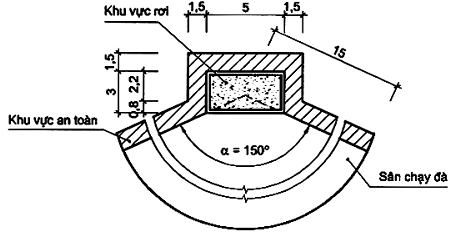 Khu vực rơi
1,5
5
1,5
15
1,5
3
2,2
0,8
Khu vực an toàn
α = 150º
Sân chạy đà